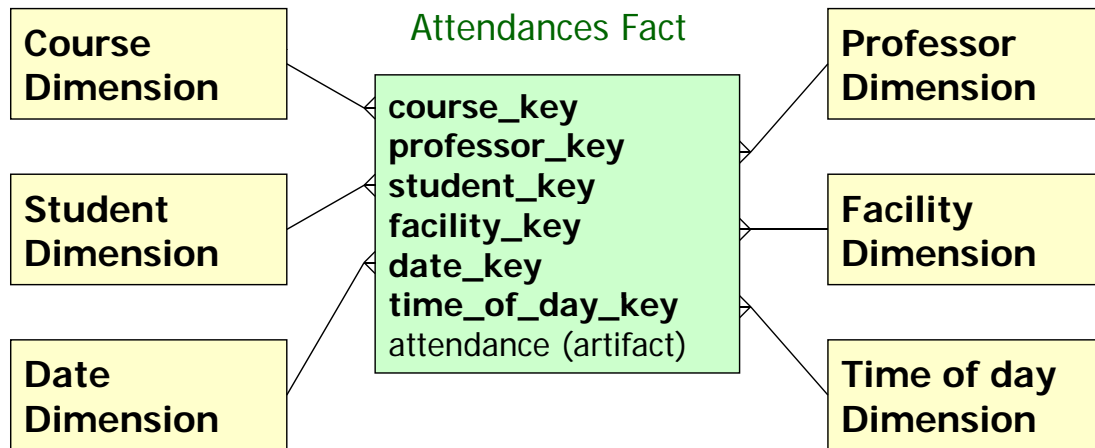 Attendances Fact
Course
Dimension
Student
Dimension
Date
Dimension
course_key
professor_key
student_key
facility_key
date_key
time_of_day_key
attendance (artifact)
Professor
Dimension
Facility
Dimension
Time of day
Dimension